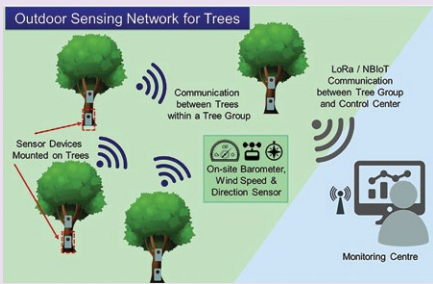 Outdoor Sensing Network for Trees
Communication
between Trees
within a Tree Group
LoRa / NBIoT
Communication
between Tree Group
and Control Center
Sensor Devices
Mounted on Trees
On-site Barometer,
Wind Speed &
Direction Sensor
Monitoring Centre